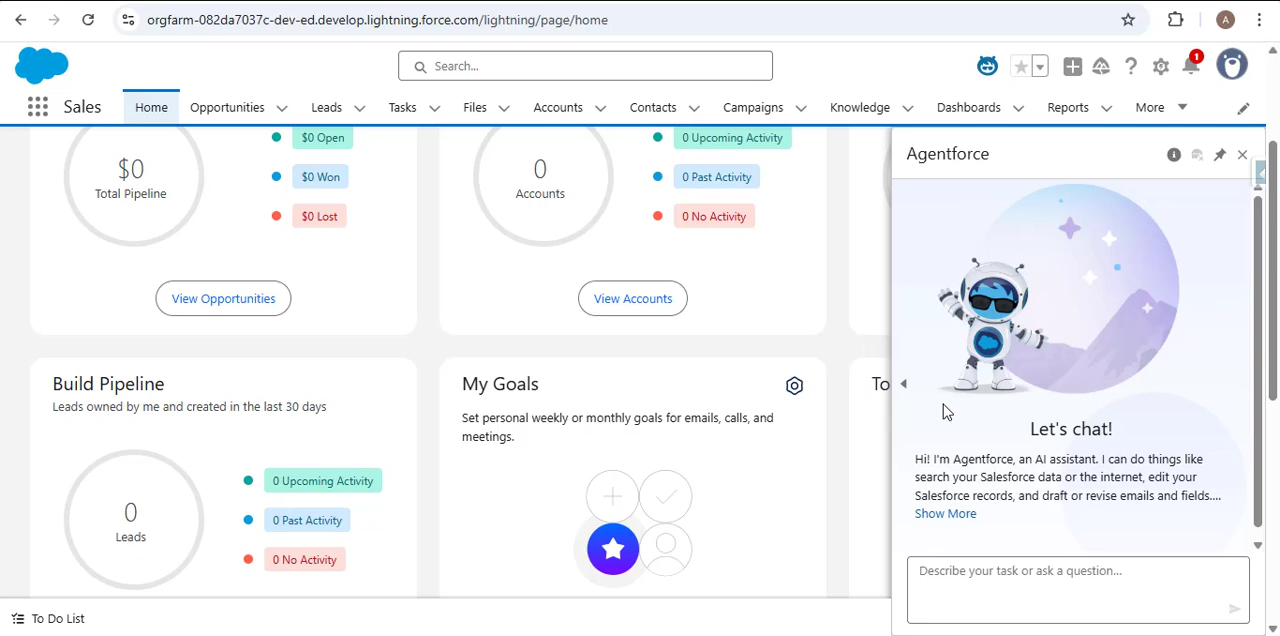 orgfarm-082da7037c-dev-ed.develop.lightning.force.com/lightning/page/home
A
Search...
1
Sales
Home
Opportunities
Leads
Tasks
Files
Accounts
Contacts
Campaigns
Knowledge
Dashboards
Reports
More
$0
Total Pipeline
$0 Open
$0 Won
$0 Lost
View Opportunities
0
Accounts
0 Upcoming Activity
0 Past Activity
0 No Activity
View Accounts
Build Pipeline
Leads owned by me and created in the last 30 days
0
Leads
0 Upcoming Activity
0 Past Activity
0 No Activity
My Goals
Set personal weekly or monthly goals for emails, calls, and
meetings.
To
Agentforce
Let's chat!
Hi! I'm Agentforce, an AI assistant. I can do things like
search your Salesforce data or the internet, edit your
Salesforce records, and draft or revise emails and fields....
Show More
Describe your task or ask a question...
To Do List